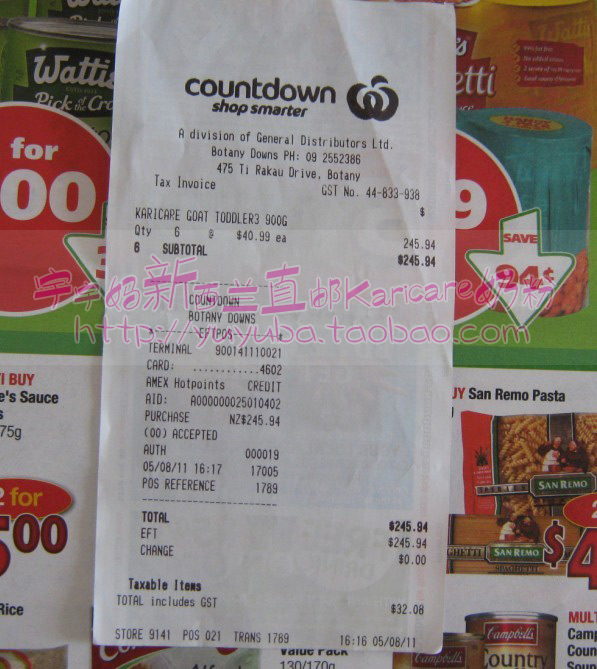 Wattie
Pick of the Cro
etti
for
00
9
SAVE
24¢
countdown
shop smarter
A division of General Distributors Ltd.
Botany Downs PH: 09 2552386
475 Ti Rakau Drive, Botany
Tax Invoice GST No. 44-833-938
$
KARICARE GOAT TODDLER3 900G
Qty 6 @ $40.99 ea 245.94
6 SUBTOTAL $245.94
COUNTDOWN
BOTANY DOWNS
EFTPOS
宇宇妈新西兰直邮Karicare奶粉
http://yoyuba.taobao.com
TERMINAL 900141110021
CARD: ............4602
AMEX Hotpoints CREDIT
AID: A000000025010402
PURCHASE NZ$245.94
(00) ACCEPTED
AUTH 000019
05/08/11 16:17 17005
POS REFERENCE 1789
TOTAL $245.94
EFT $245.94
CHANGE $0.00
Taxable Items
TOTAL includes GST $32.08
STORE 9141 POS 021 TRANS 1769 16:16 05/08/11
I BUY
e's Sauce
75g
2 for
00
Rice
Value Pack
130/170g
UY San Remo Pasta
SAN REMO
SAN REMO
SPAGHETTI
$4
MULT
Camp
Coun
Soup
Campbell's
Campbells
Country